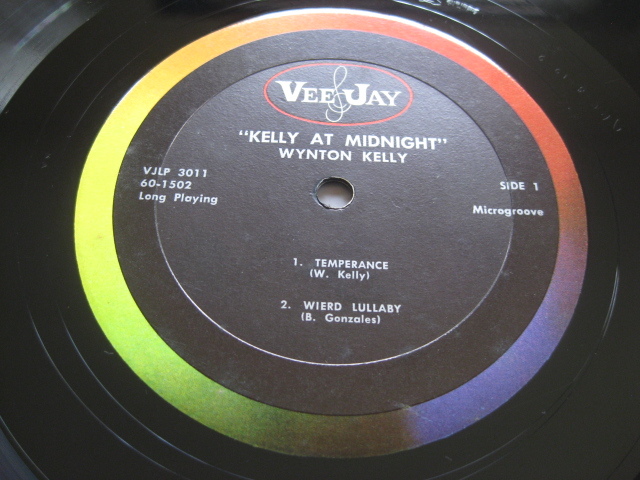 VEE JAY
"KELLY AT MIDNIGHT"
WYNTON KELLY
VJLP 3011
60-1502
Long Playing
SIDE 1
Microgroove
1. TEMPERANCE
(W. Kelly)
2. WIERD LULLABY
(B. Gonzales)